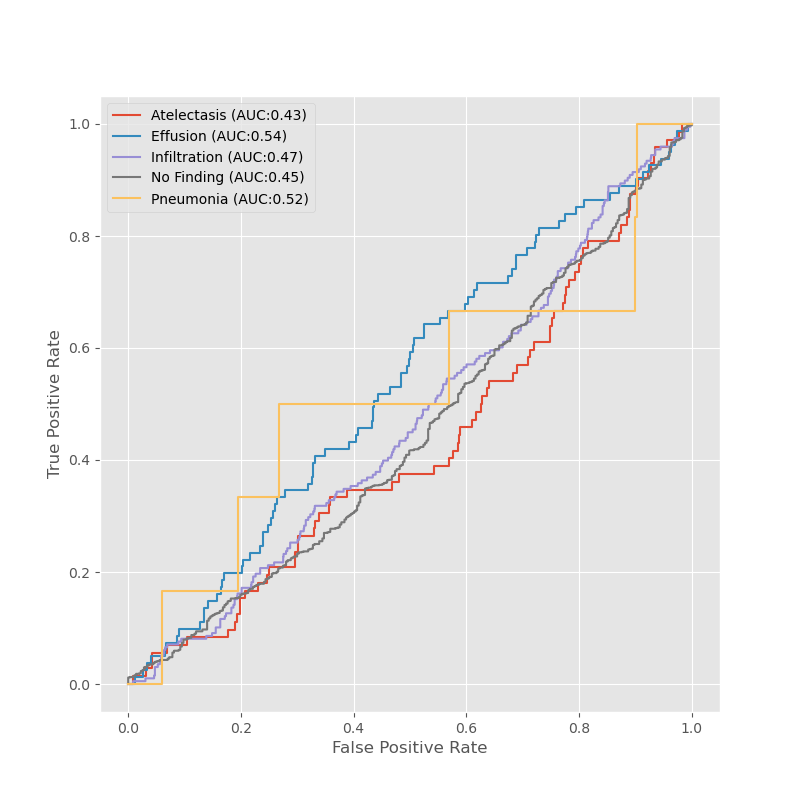 Atelectasis (AUC:0.43)
Effusion (AUC:0.54)
Infiltration (AUC:0.47)
No Finding (AUC:0.45)
Pneumonia (AUC:0.52)
1.0
0.8
0.6
0.4
0.2
0.0
True Positive Rate
0.0 0.2 0.4 0.6 0.8 1.0
False Positive Rate